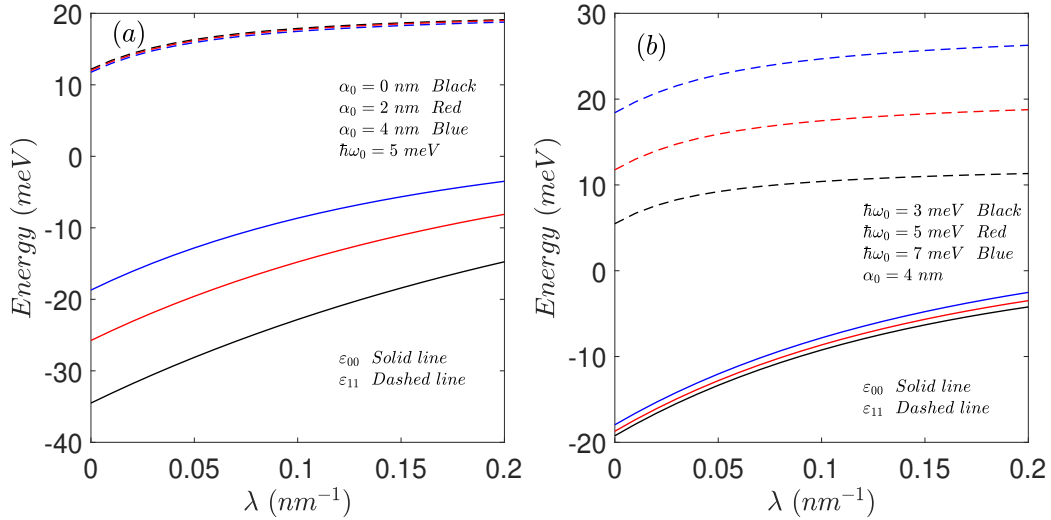 (a)
20
10
0
-10
-20
-30
-40
Energy (meV)
α₀ = 0 nm Black
α₀ = 2 nm Red
α₀ = 4 nm Blue
ℏω₀ = 5 meV
ε₀₀ Solid line
ε₁₁ Dashed line
0 0.05 0.1 0.15 0.2
λ (nm⁻¹)
(b)
30
20
10
0
-10
-20
Energy (meV)
ℏω₀ = 3 meV Black
ℏω₀ = 5 meV Red
ℏω₀ = 7 meV Blue
α₀ = 4 nm
ε₀₀ Solid line
ε₁₁ Dashed line
0 0.05 0.1 0.15 0.2
λ (nm⁻¹)